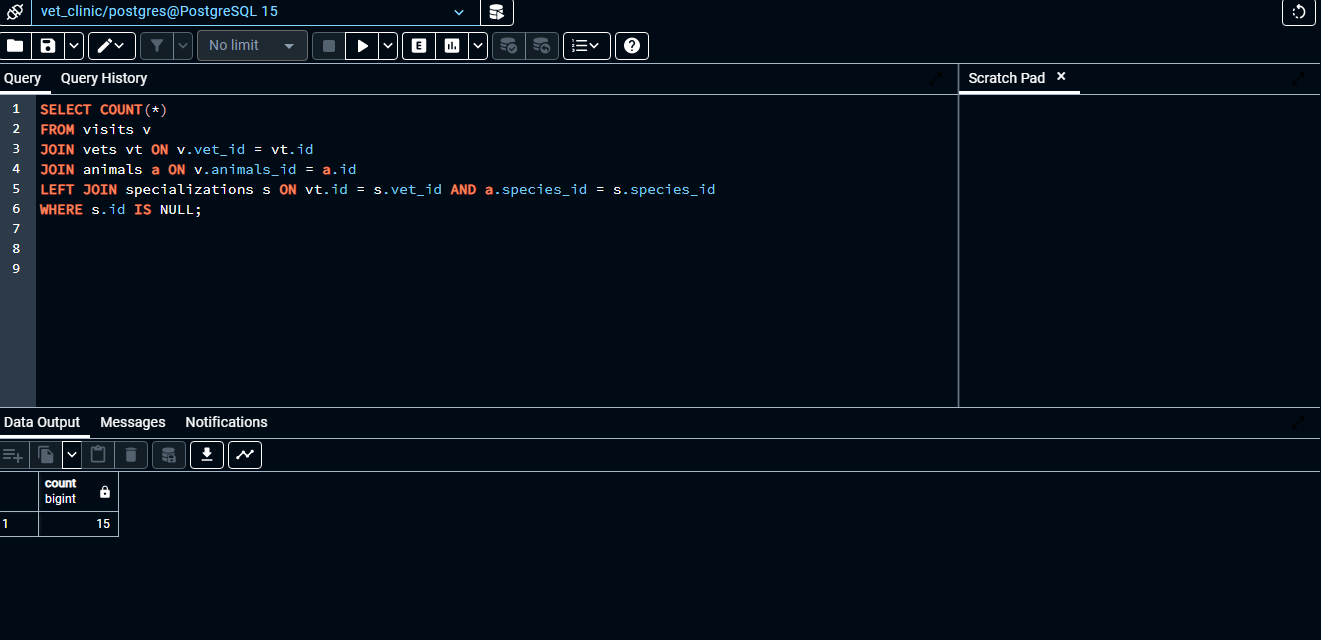 vet_clinic/postgres@PostgreSQL 15
No limit
E
Query Query History
Scratch Pad ×
1 SELECT COUNT(*)
2 FROM visits v
3 JOIN vets vt ON v.vet_id = vt.id
4 JOIN animals a ON v.animals_id = a.id
5 LEFT JOIN specializations s ON vt.id = s.vet_id AND a.species_id = s.species_id
6 WHERE s.id IS NULL;
7
8
9
Data Output Messages Notifications
count
bigint
1 15